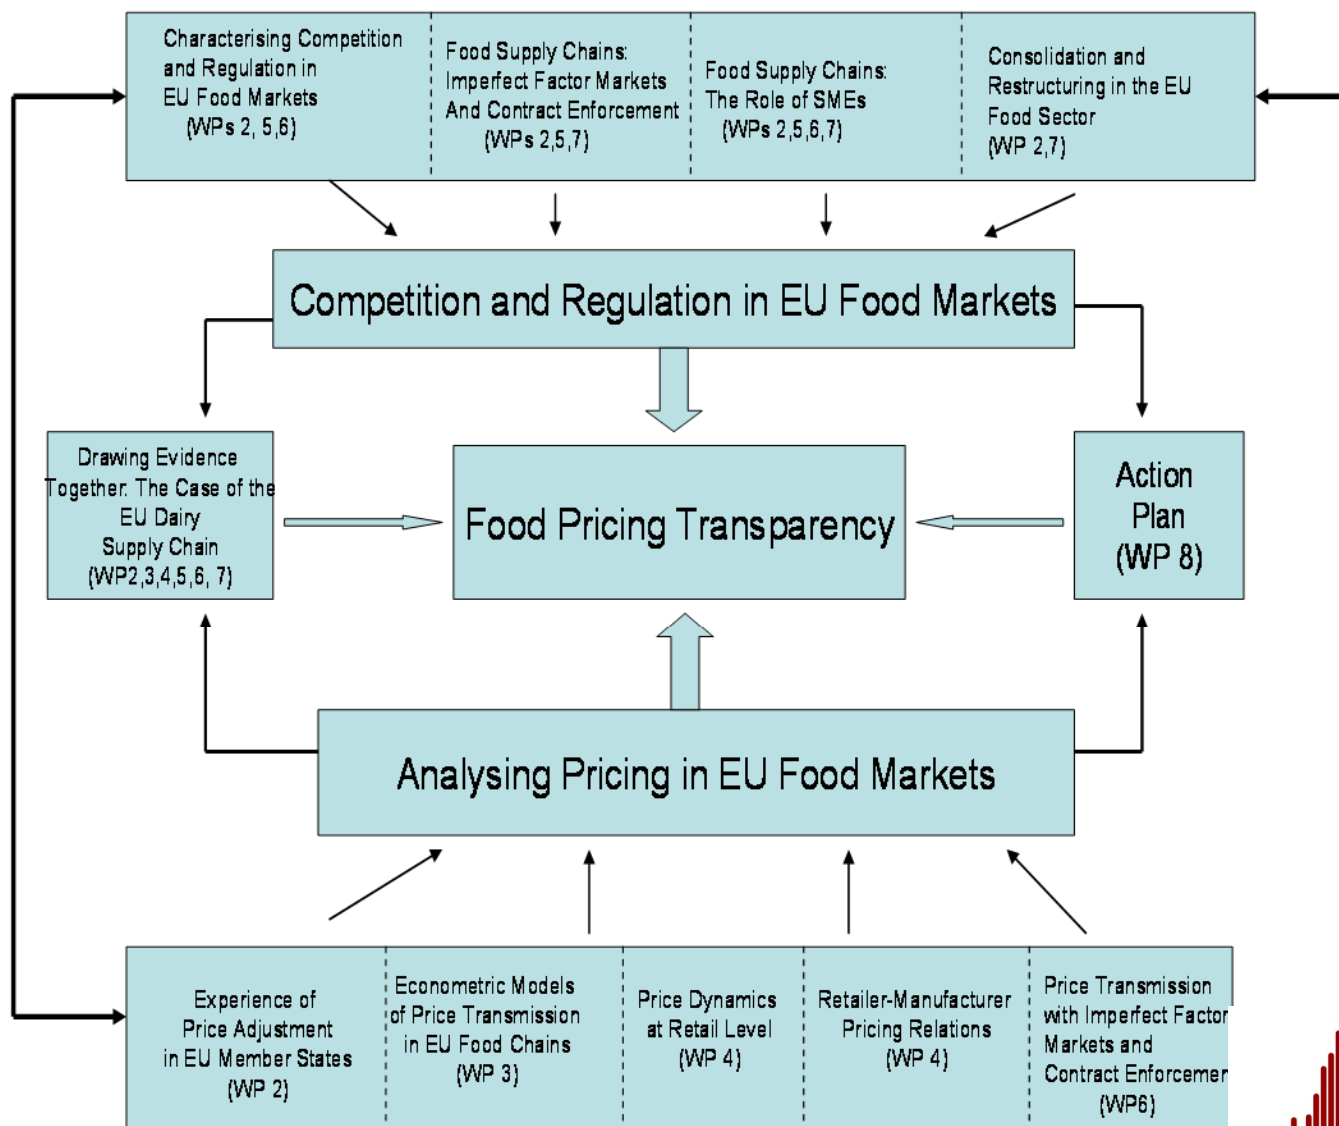 Characterising Competition
and Regulation in
EU Food Markets
(WPs 2, 5,6)
Food Supply Chains:
Imperfect Factor Markets
And Contract Enforcement
(WPs 2,5,7)
Food Supply Chains:
The Role of SMEs
(WPs 2,5,6,7)
Consolidation and
Restructuring in the EU
Food Sector
(WP 2,7)
Competition and Regulation in EU Food Markets
Drawing Evidence
Together: The Case of the
EU Dairy
Supply Chain
(WP2,3,4,5,6, 7)
Food Pricing Transparency
Action
Plan
(WP 8)
Analysing Pricing in EU Food Markets
Experience of
Price Adjustment
in EU Member States
(WP 2)
Econometric Models
of Price Transmission
in EU Food Chains
(WP 3)
Price Dynamics
at Retail Level
(WP 4)
Retailer-Manufacturer
Pricing Relations
(WP 4)
Price Transmission
with Imperfect Factor
Markets and
Contract Enforcemen
(WP6)